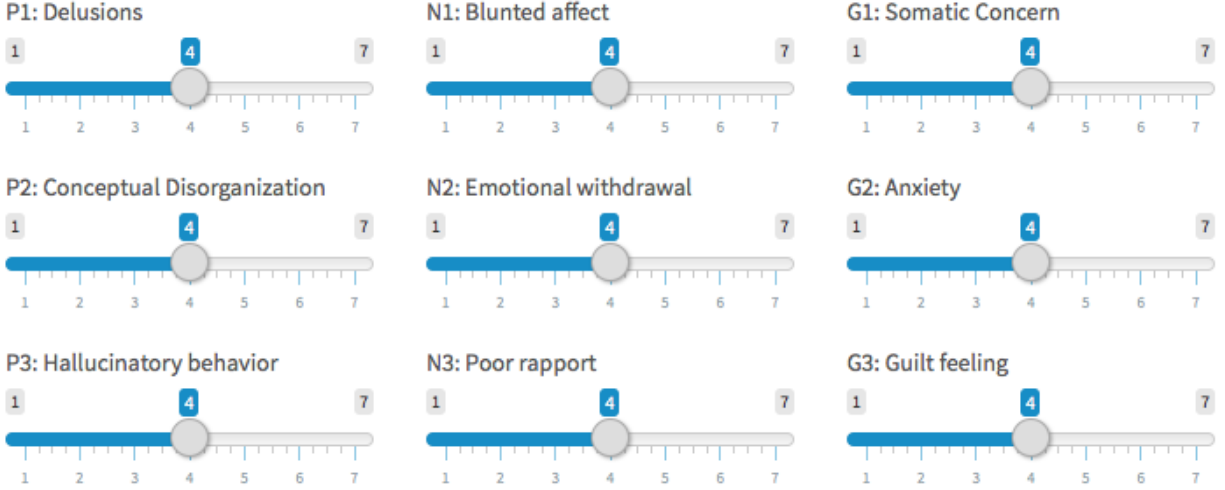 P1: Delusions
1 4 7
1 2 3 4 5 6 7
N1: Blunted affect
1 4 7
1 2 3 4 5 6 7
G1: Somatic Concern
1 4 7
1 2 3 4 5 6 7
P2: Conceptual Disorganization
1 4 7
1 2 3 4 5 6 7
N2: Emotional withdrawal
1 4 7
1 2 3 4 5 6 7
G2: Anxiety
1 4 7
1 2 3 4 5 6 7
P3: Hallucinatory behavior
1 4 7
1 2 3 4 5 6 7
N3: Poor rapport
1 4 7
1 2 3 4 5 6 7
G3: Guilt feeling
1 4 7
1 2 3 4 5 6 7